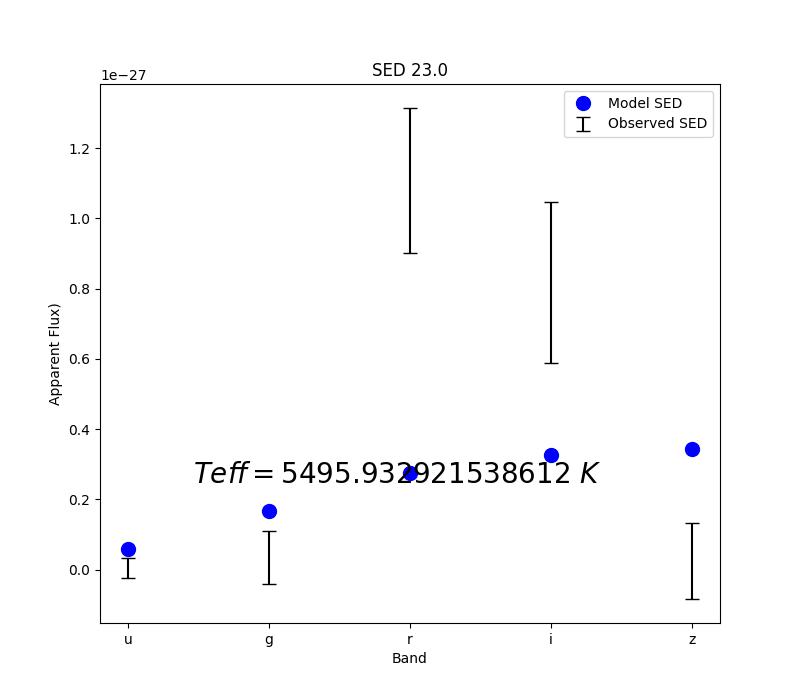 SED 23.0
1e−27
Model SED
Observed SED
1.2
1.0
0.8
0.6
0.4
0.2
0.0
Apparent Flux)
Teff = 5495.932921538612 K
u g r i z
Band